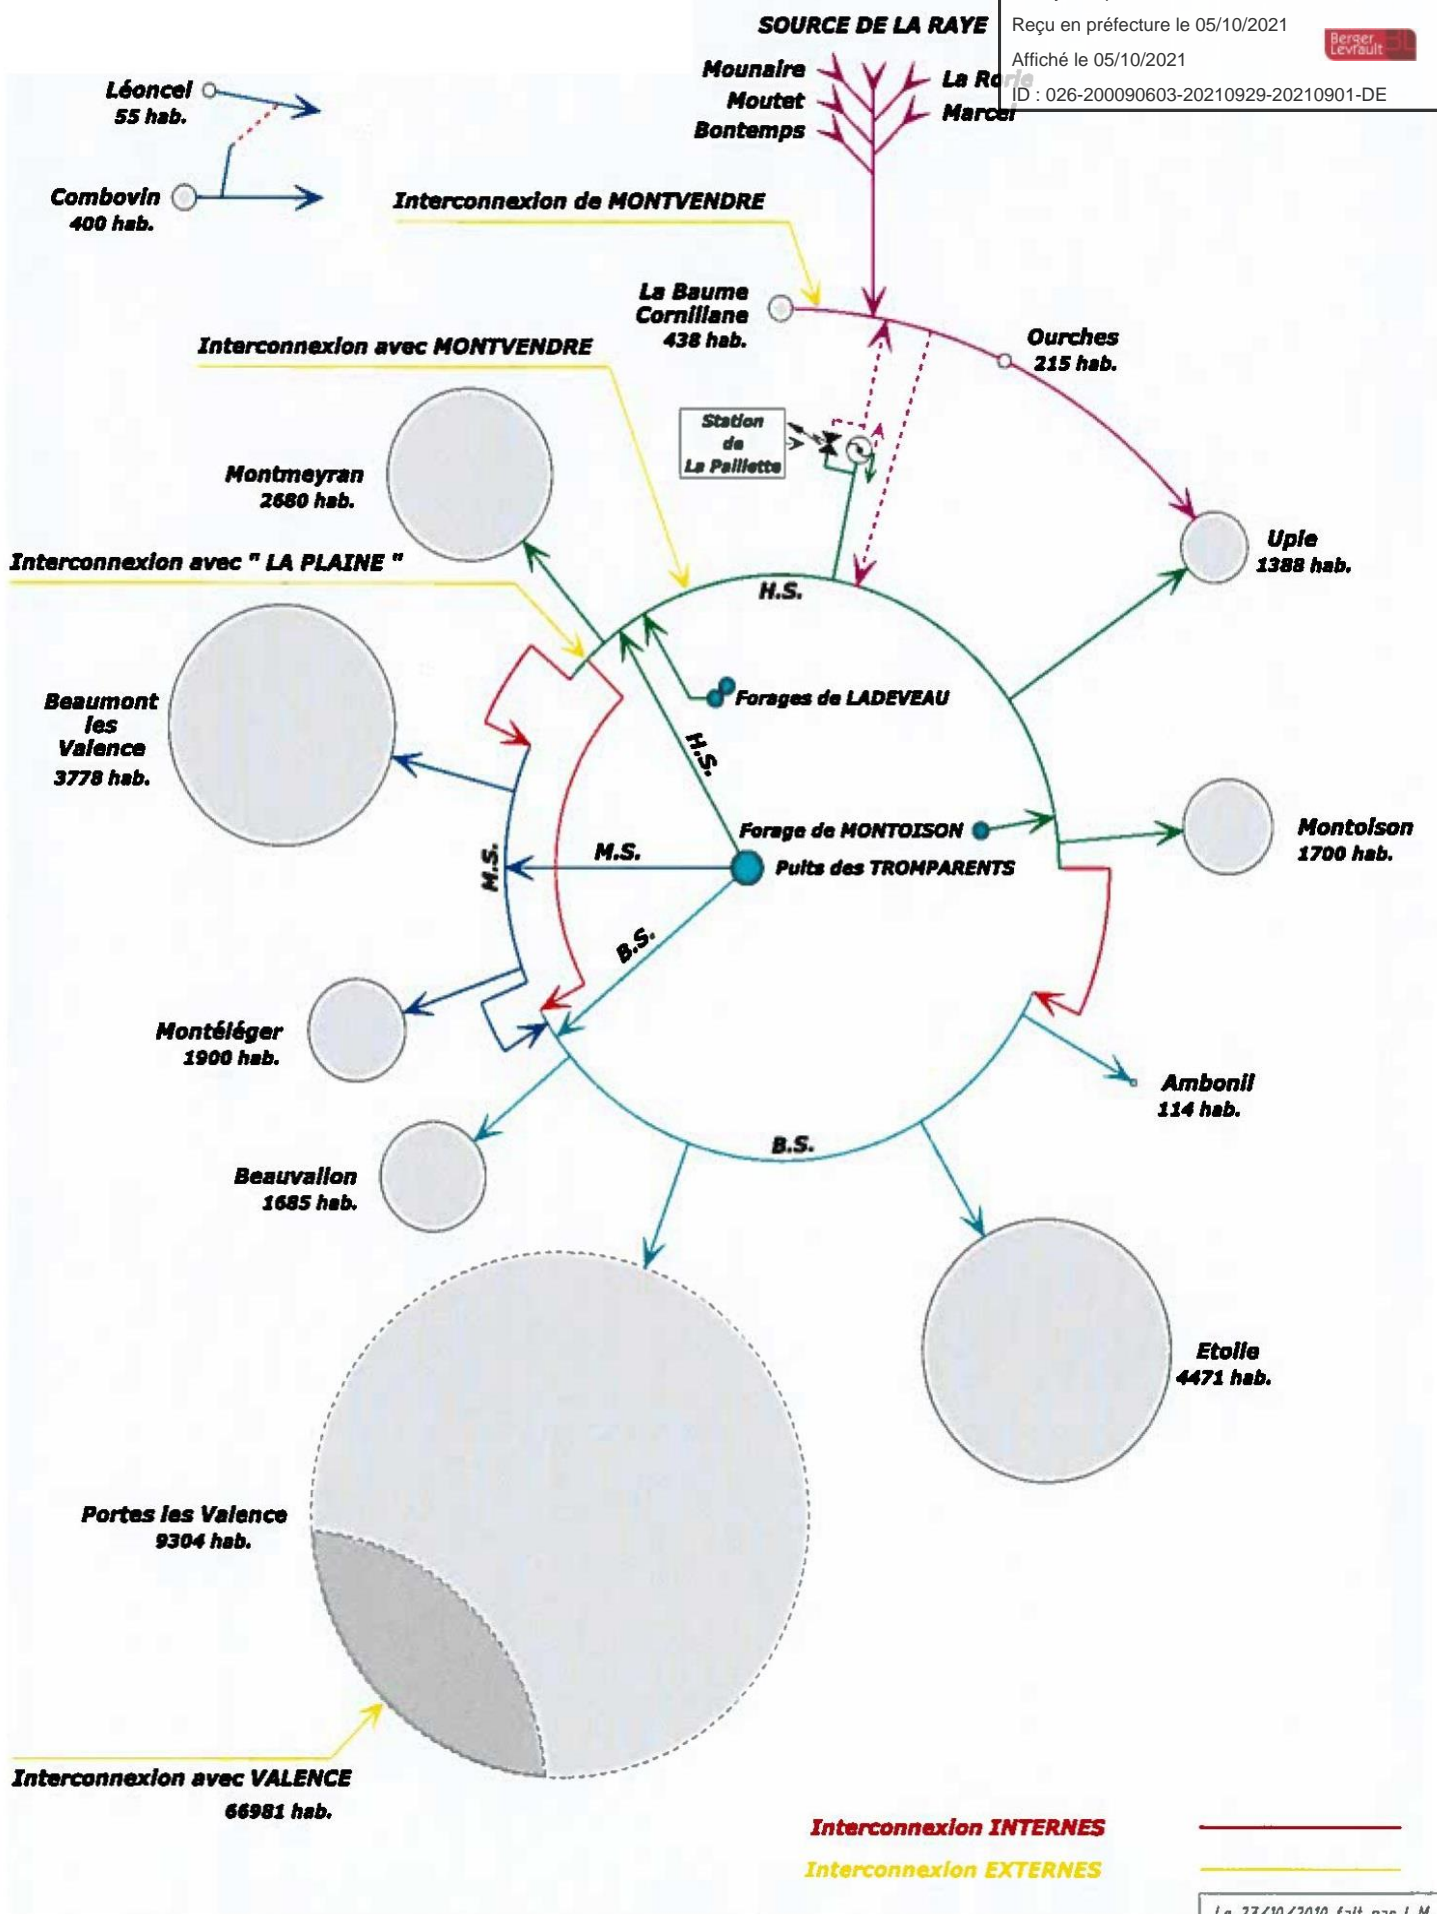 SOURCE DE LA RAYE
Reçu en préfecture le 05/10/2021
Affiché le 05/10/2021
ID : 026-200090603-20210929-20210901-DE
Berger
Levrault
Mounaire
Moutet
Bontemps
Marcel
Léoncel
55 hab.
Combovin
400 hab.
Interconnexion de MONTVENDRE
La Baume
Cornillane
438 hab.
Ourches
215 hab.
Interconnexion avec MONTVENDRE
Station
de
La Paillette
Montmeyran
2680 hab.
Upie
1388 hab.
Interconnexion avec " LA PLAINE "
H.S.
Beaumont
les
Valence
3778 hab.
Forages de LADEVEAU
H.S.
Forage de MONTOISON
Montoison
1700 hab.
M.S.
M.S.
Puits des TROMPARENTS
B.S.
Montéléger
1900 hab.
Ambonil
114 hab.
B.S.
Beauvallon
1685 hab.
Etoile
4471 hab.
Portes les Valence
9304 hab.
Interconnexion avec VALENCE
66981 hab.
Interconnexion INTERNES
Interconnexion EXTERNES